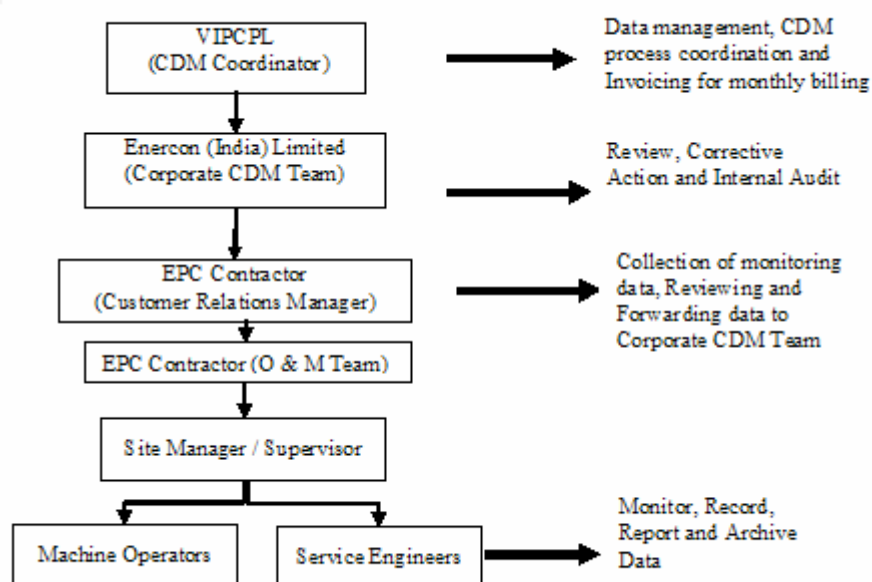 VIPCPL
(CDM Coordinator)
Data management, CDM
process coordination and
Invoicing for monthly billing
Enercon (India) Limited
(Corporate CDM Team)
Review, Corrective
Action and Internal Audit
EPC Contractor
(Customer Relations Manager)
Collection of monitoring
data, Reviewing and
Forwarding data to
Corporate CDM Team
EPC Contractor (O & M Team)
Site Manager / Supervisor
Machine Operators
Service Engineers
Monitor, Record,
Report and Archive
Data